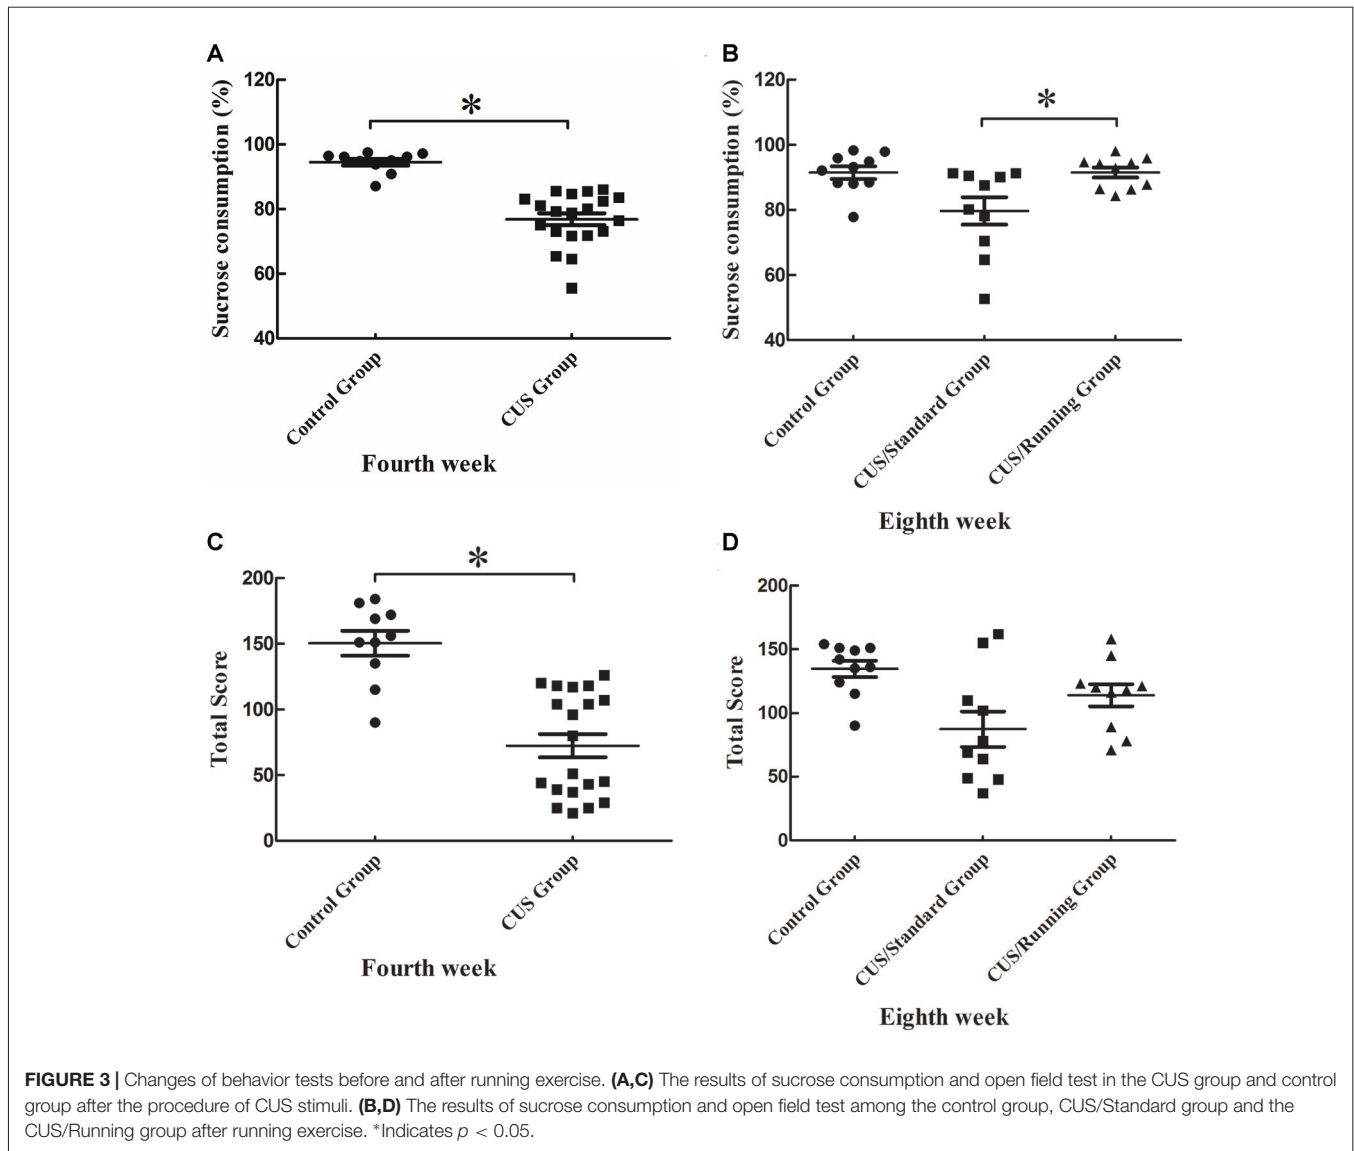 A
Sucrose consumption (%)
120
100
80
60
40
*
Control Group
CUS Group
Fourth week
B
Sucrose consumption (%)
120
100
80
60
40
*
Control Group
CUS/Standard Group
CUS/Running Group
Eighth week
C
Total Score
200
150
100
50
0
*
Control Group
CUS Group
Fourth week
D
Total Score
200
150
100
50
0
Control Group
CUS/Standard Group
CUS/Running Group
Eighth week
FIGURE 3 | Changes of behavior tests before and after running exercise. (A,C) The results of sucrose consumption and open field test in the CUS group and control
group after the procedure of CUS stimuli. (B,D) The results of sucrose consumption and open field test among the control group, CUS/Standard group and the
CUS/Running group after running exercise. *Indicates p < 0.05.